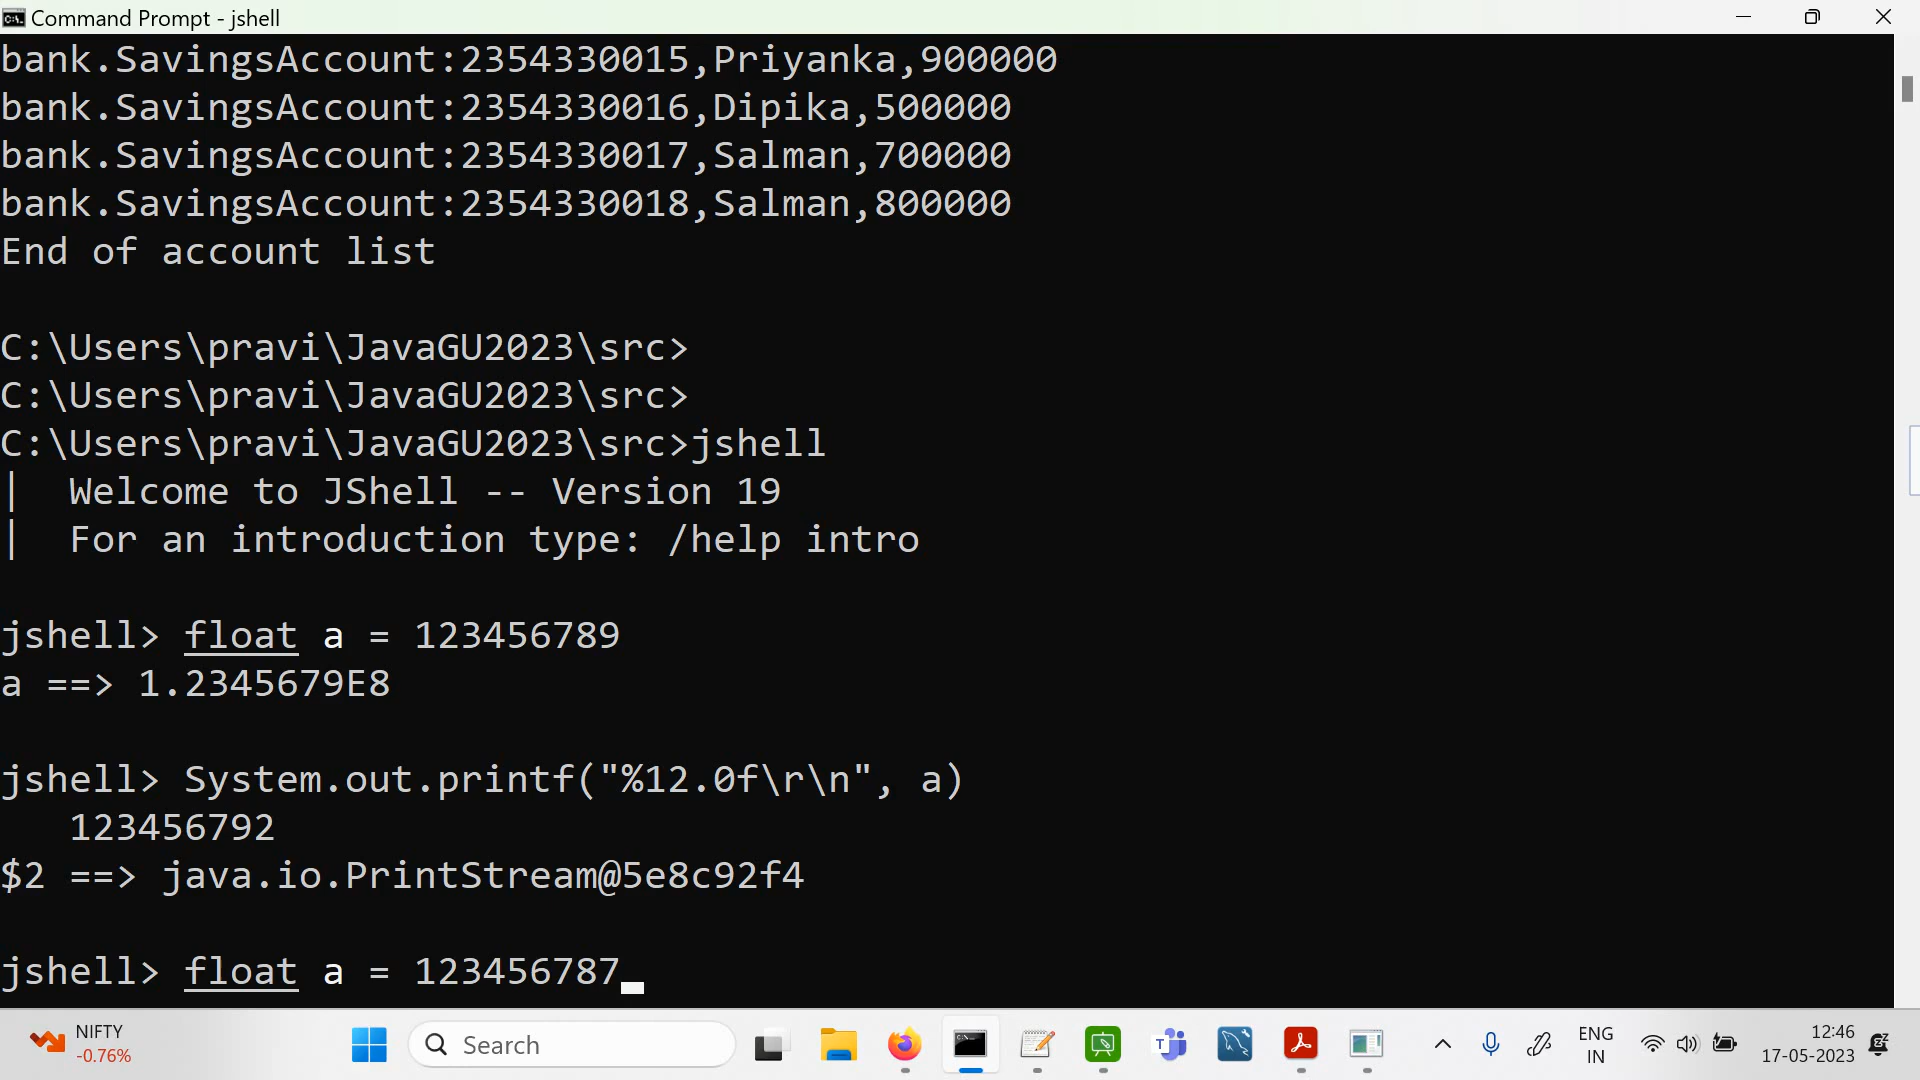 Command Prompt - jshell
bank.SavingsAccount:2354330015,Priyanka,900000
bank.SavingsAccount:2354330016,Dipika,500000
bank.SavingsAccount:2354330017,Salman,700000
bank.SavingsAccount:2354330018,Salman,800000
End of account list
C:\Users\pravi\JavaGU2023\src>
C:\Users\pravi\JavaGU2023\src>
C:\Users\pravi\JavaGU2023\src>jshell
|  Welcome to JShell -- Version 19
|  For an introduction type: /help intro
jshell> float a = 123456789
a ==> 1.2345679E8
jshell> System.out.printf("%12.0f\r\n", a)
   123456792
$2 ==> java.io.PrintStream@5e8c92f4
jshell> float a = 123456787
NIFTY
-0.76%
Search
ENG
IN
12:46
17-05-2023